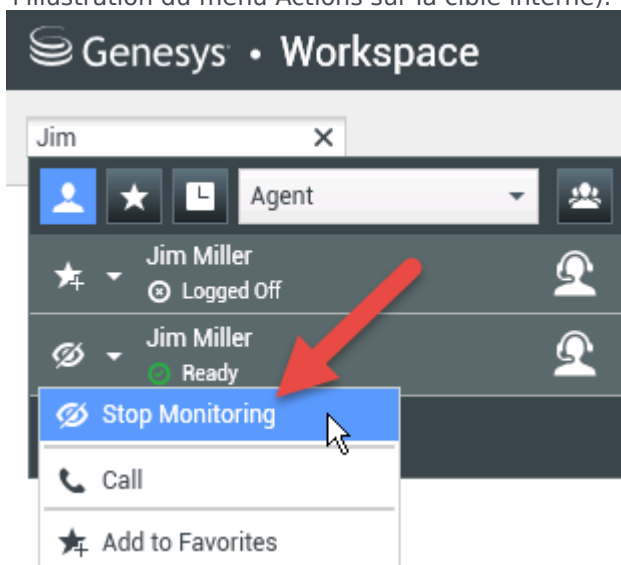 l'illustration du menu Actions sur la cible interne).
Genesys • Workspace
Jim
Agent
Jim Miller
Logged Off
Jim Miller
Ready
Stop Monitoring
Call
Add to Favorites